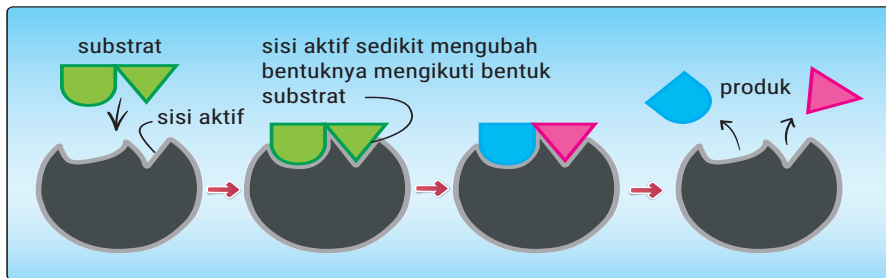 substrat
sisi aktif sedikit mengubah
bentuknya mengikuti bentuk
substrat
sisi aktif
produk